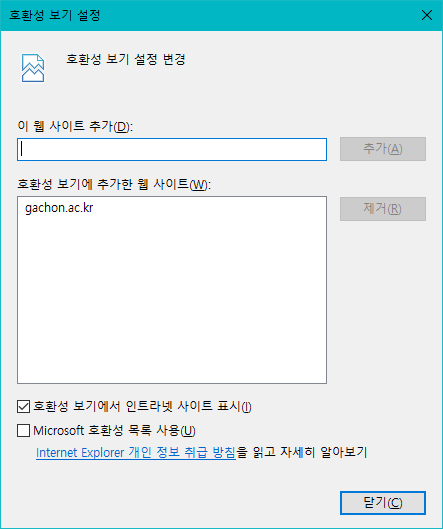 호환성 보기 설정
호환성 보기 설정 변경
이 웹 사이트 추가(D):
추가(A)
호환성 보기에 추가한 웹 사이트(W):
gachon.ac.kr
제거(R)
호환성 보기에서 인트라넷 사이트 표시(I)
Microsoft 호환성 목록 사용(U)
Internet Explorer 개인 정보 취급 방침을 읽고 자세히 알아보기
닫기(C)